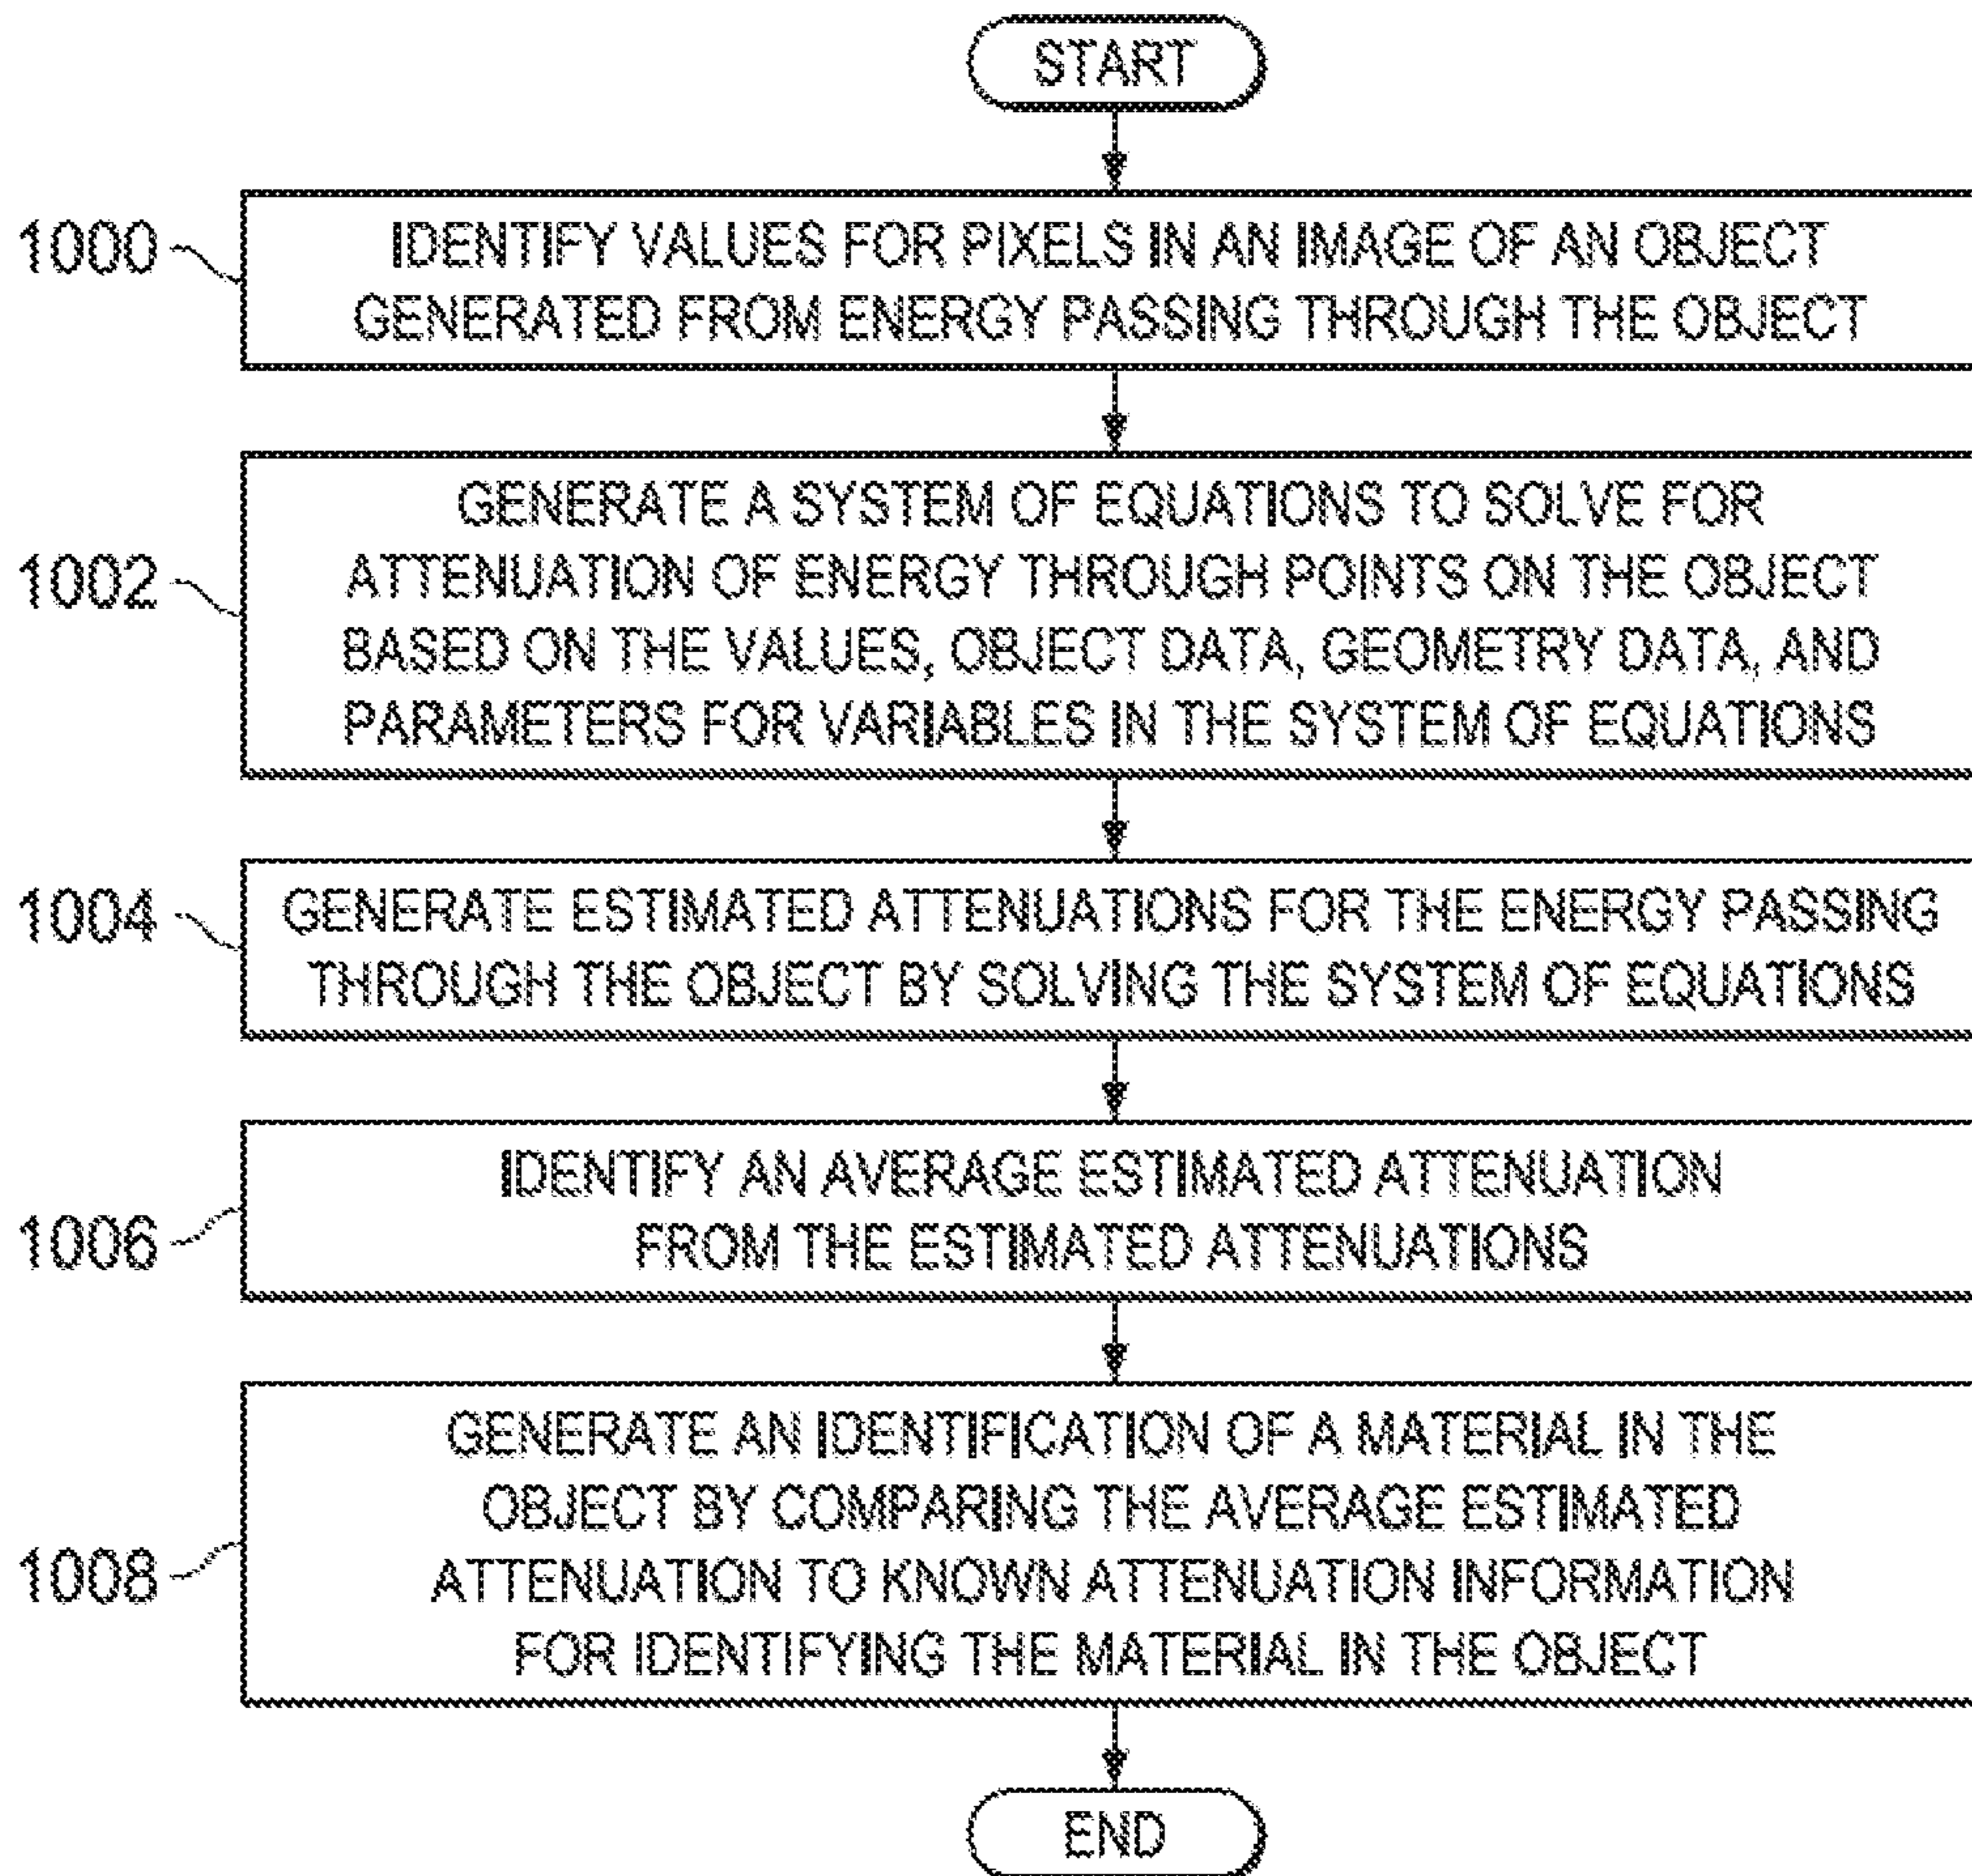 START
1000
IDENTIFY VALUES FOR PIXELS IN AN IMAGE OF AN OBJECT
GENERATED FROM ENERGY PASSING THROUGH THE OBJECT
1002
GENERATE A SYSTEM OF EQUATIONS TO SOLVE FOR
ATTENUATION OF ENERGY THROUGH POINTS ON THE OBJECT
BASED ON THE VALUES, OBJECT DATA, GEOMETRY DATA, AND
PARAMETERS FOR VARIABLES IN THE SYSTEM OF EQUATIONS
1004
GENERATE ESTIMATED ATTENUATIONS FOR THE ENERGY PASSING
THROUGH THE OBJECT BY SOLVING THE SYSTEM OF EQUATIONS
1006
IDENTIFY AN AVERAGE ESTIMATED ATTENUATION
FROM THE ESTIMATED ATTENUATIONS
1008
GENERATE AN IDENTIFICATION OF A MATERIAL IN THE
OBJECT BY COMPARING THE AVERAGE ESTIMATED
ATTENUATION TO KNOWN ATTENUATION INFORMATION
FOR IDENTIFYING THE MATERIAL IN THE OBJECT
END